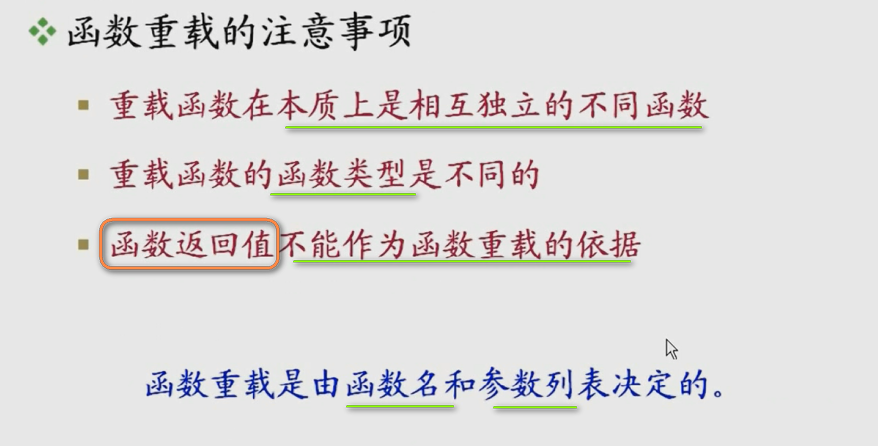 函数重载的注意事项
重载函数在本质上是相互独立的不同函数
重载函数的函数类型是不同的
函数返回值不能作为函数重载的依据
函数重载是由函数名和参数列表决定的。